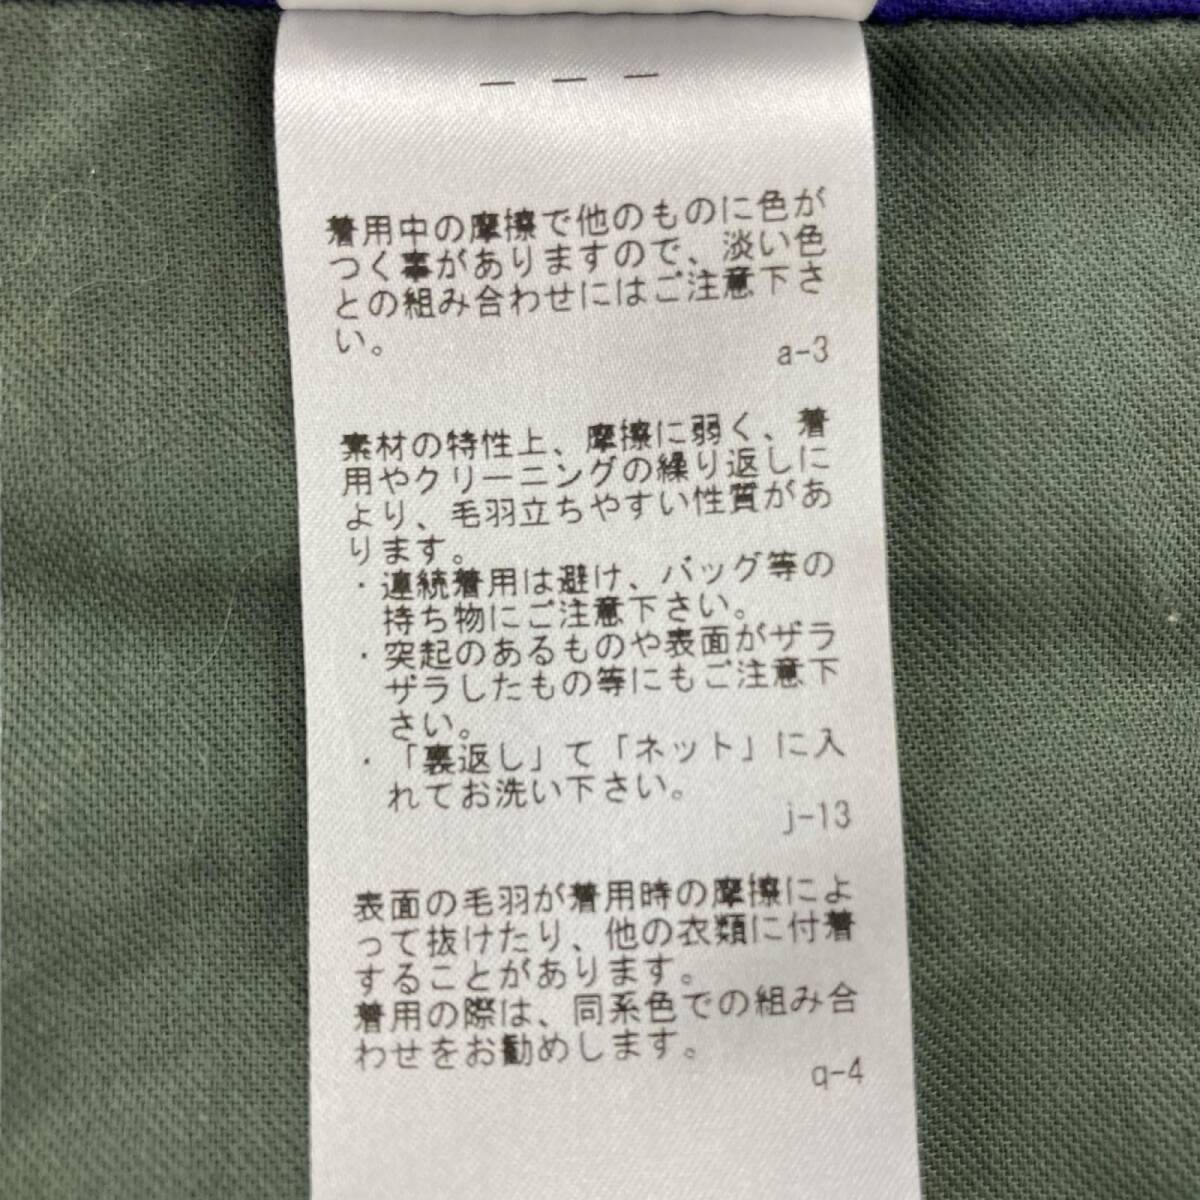 — — —
着用中の摩擦で他のものに色が
つく事がありますので、淡い色
との組み合わせにはご注意下さ
い。
a-3
素材の特性上、摩擦に弱く、着
用やクリーニングの繰り返しに
より、毛羽立ちやすい性質があ
ります。
・連続着用は避け、バッグ等の
持ち物にご注意下さい。
・突起のあるものや表面がザラ
ザラしたもの等にもご注意下
さい。
・「裏返し」て「ネット」に入
れてお洗い下さい。
j-13
表面の毛羽が着用時の摩擦によ
って抜けたり、他の衣類に付着
することがあります。
着用の際は、同系色での組み合
わせをお勧めします。
q-4